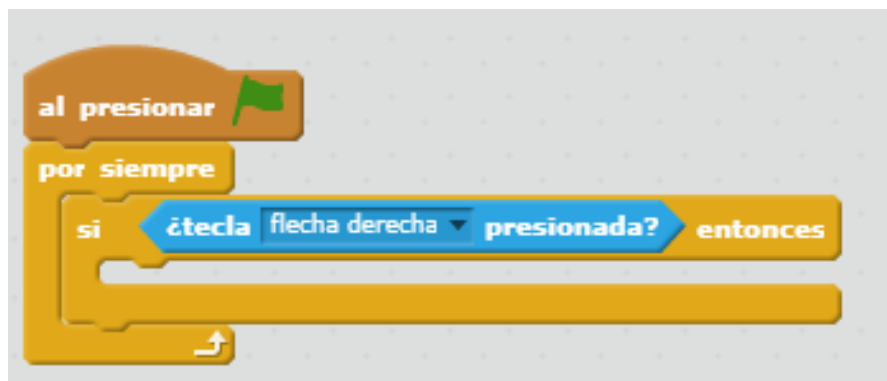 al presionar
por siempre
si ¿tecla flecha derecha presionada? entonces